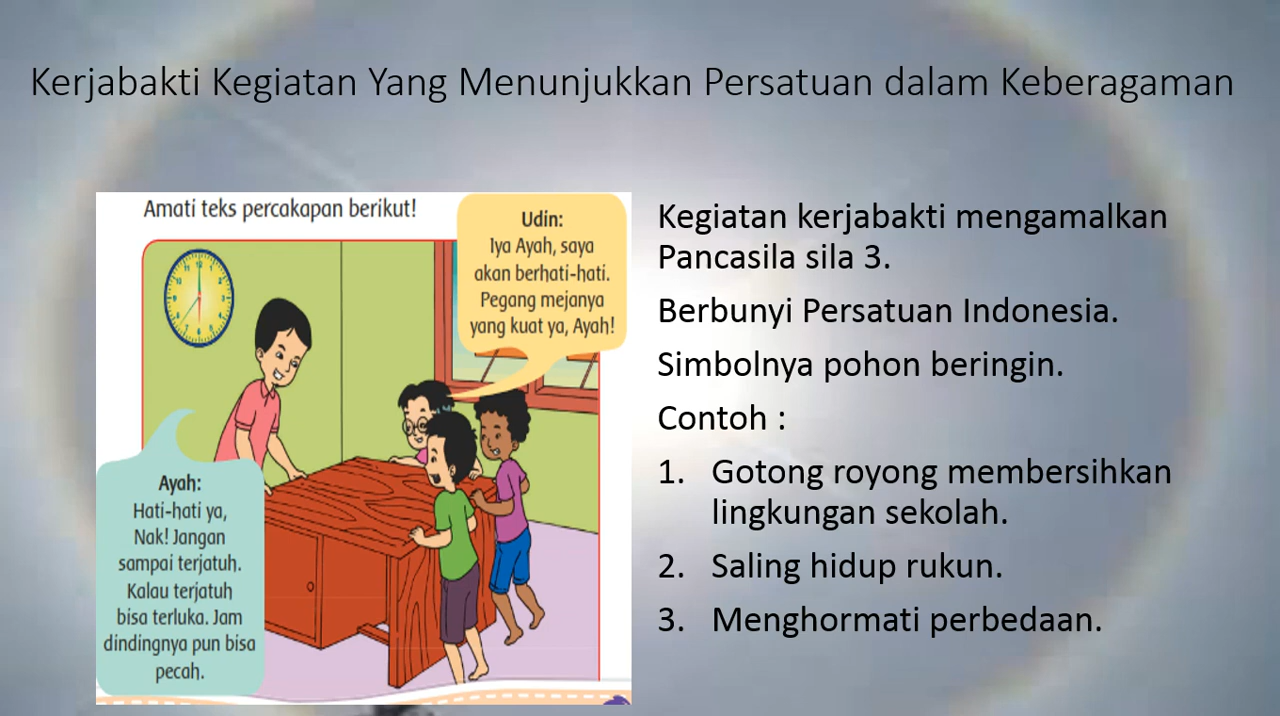 Kerjabakti Kegiatan Yang Menunjukkan Persatuan dalam Keberagaman
Amati teks percakapan berikut!
Udin:
Iya Ayah, saya
akan berhati-hati.
Pegang mejanya
yang kuat ya, Ayah!
Ayah:
Hati-hati ya,
Nak! Jangan
sampai terjatuh.
Kalau terjatuh
bisa terluka. Jam
dindingnya pun bisa
pecah.
Kegiatan kerjabakti mengamalkan
Pancasila sila 3.
Berbunyi Persatuan Indonesia.
Simbolnya pohon beringin.
Contoh :
1. Gotong royong membersihkan
lingkungan sekolah.
2. Saling hidup rukun.
3. Menghormati perbedaan.